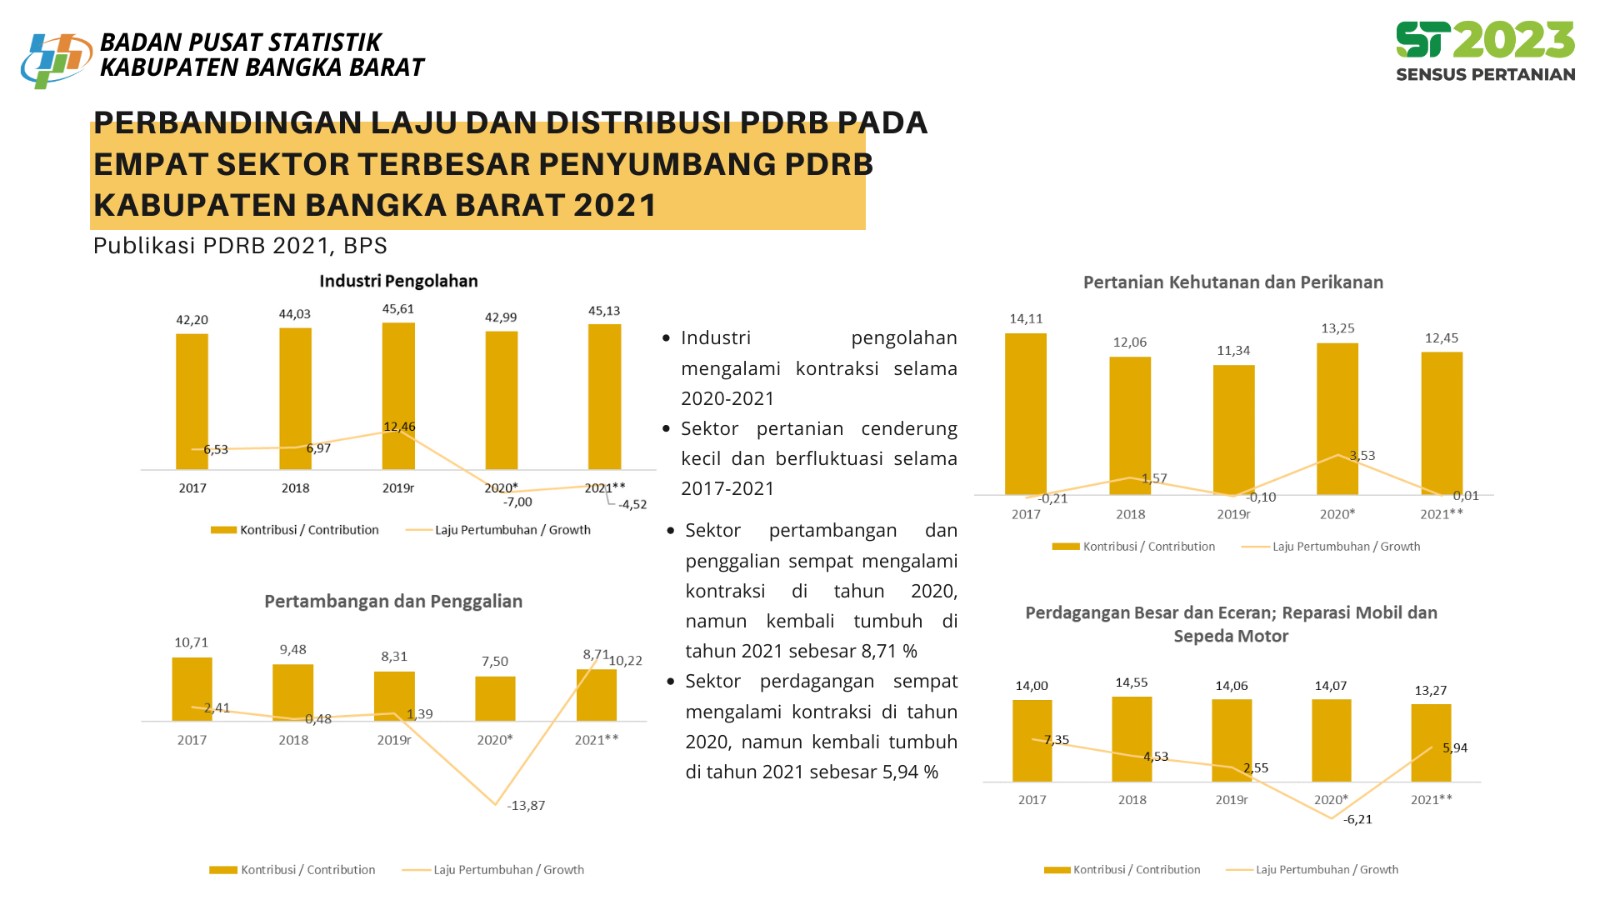 BADAN PUSAT STATISTIK
KABUPATEN BANGKA BARAT
ST2023
SENSUS PERTANIAN
PERBANDINGAN LAJU DAN DISTRIBUSI PDRB PADA
EMPAT SEKTOR TERBESAR PENYUMBANG PDRB
KABUPATEN BANGKA BARAT 2021
Publikasi PDRB 2021, BPS
Industri Pengolahan
42,20 44,03 45,61 42,99 45,13
6,53 6,97 12,46 -7,00 -4,52
2017 2018 2019r 2020* 2021**
Kontribusi / Contribution Laju Pertumbuhan / Growth
Pertambangan dan Penggalian
10,71 9,48 8,31 7,50 8,71
2,41 0,48 1,39 -13,87 10,22
2017 2018 2019r 2020* 2021**
Kontribusi / Contribution Laju Pertumbuhan / Growth
• Industri pengolahan
mengalami kontraksi selama
2020-2021
• Sektor pertanian cenderung
kecil dan berfluktuasi selama
2017-2021
• Sektor pertambangan dan
penggalian sempat mengalami
kontraksi di tahun 2020,
namun kembali tumbuh di
tahun 2021 sebesar 8,71 %
• Sektor perdagangan sempat
mengalami kontraksi di tahun
2020, namun kembali tumbuh
di tahun 2021 sebesar 5,94 %
Pertanian Kehutanan dan Perikanan
14,11 12,06 11,34 13,25 12,45
-0,21 1,57 -0,10 3,53 0,01
2017 2018 2019r 2020* 2021**
Kontribusi / Contribution Laju Pertumbuhan / Growth
Perdagangan Besar dan Eceran; Reparasi Mobil dan
Sepeda Motor
14,00 14,55 14,06 14,07 13,27
7,35 4,53 2,55 -6,21 5,94
2017 2018 2019r 2020* 2021**
Kontribusi / Contribution Laju Pertumbuhan / Growth